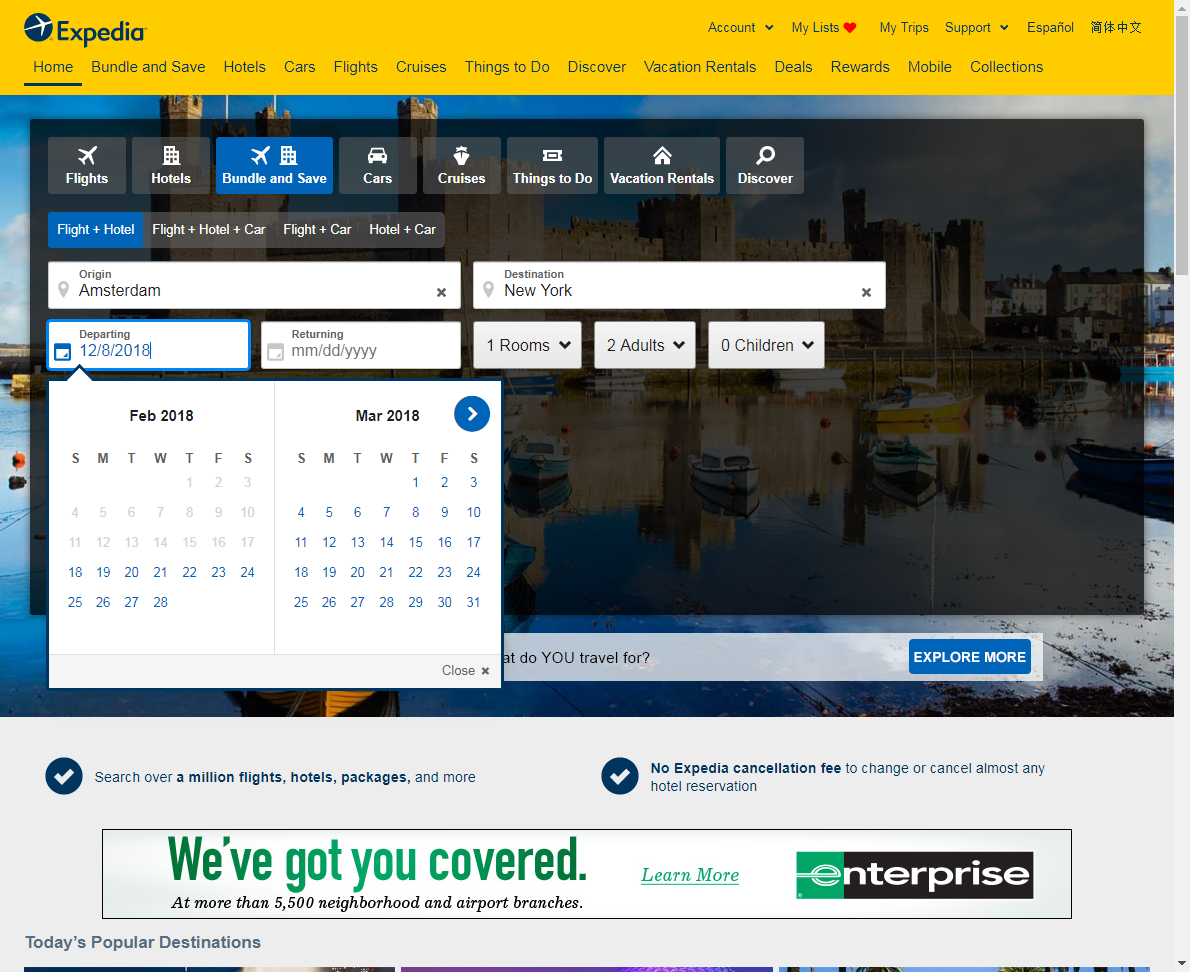 Expedia
Account My Lists My Trips Support Español 简体中文
Home Bundle and Save Hotels Cars Flights Cruises Things to Do Discover Vacation Rentals Deals Rewards Mobile Collections
Flights Hotels Bundle and Save Cars Cruises Things to Do Vacation Rentals Discover
Flight + Hotel Flight + Hotel + Car Flight + Car Hotel + Car
Origin
Amsterdam
Destination
New York
Departing
12/8/2018
Returning
mm/dd/yyyy
1 Rooms 2 Adults 0 Children
Feb 2018
S M T W T F S
1 2 3
4 5 6 7 8 9 10
11 12 13 14 15 16 17
18 19 20 21 22 23 24
25 26 27 28
Mar 2018
S M T W T F S
1 2 3
4 5 6 7 8 9 10
11 12 13 14 15 16 17
18 19 20 21 22 23 24
25 26 27 28 29 30 31
Close
at do YOU travel for?
EXPLORE MORE
Search over a million flights, hotels, packages, and more
No Expedia cancellation fee to change or cancel almost any
hotel reservation
We've got you covered.
At more than 5,500 neighborhood and airport branches.
Learn More
enterprise
Today's Popular Destinations